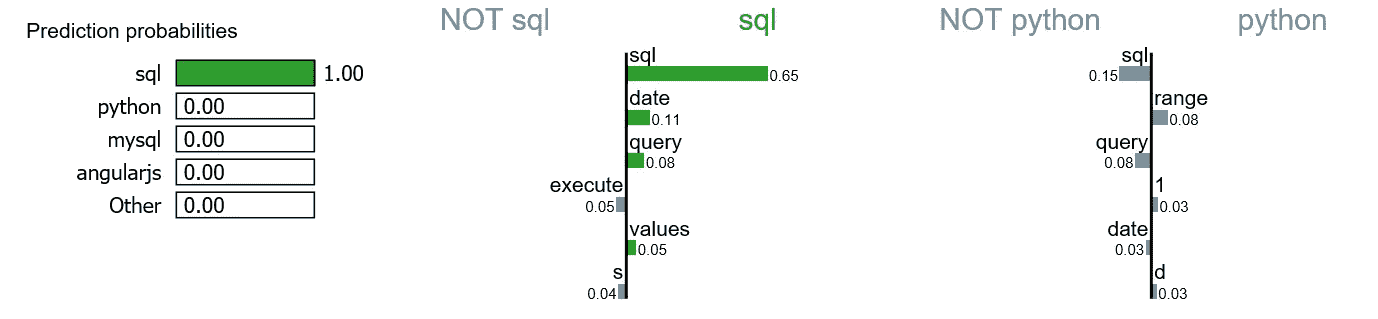 Prediction probabilities
sql 1.00
python 0.00
mysql 0.00
angularjs 0.00
Other 0.00
NOT sql sql
sql
0.65
date
0.11
query
0.08
execute
0.05
values
0.05
s
0.04
NOT python python
sql
0.15
range
0.08
query
0.08
1
0.03
date
0.03
d
0.03